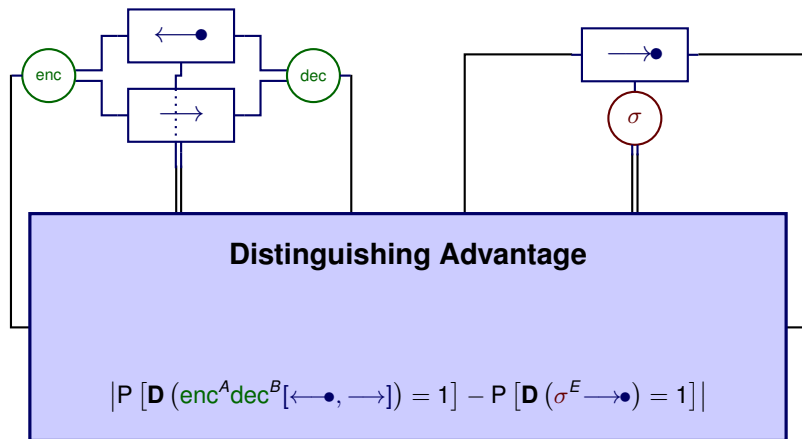 enc
dec
σ
Distinguishing Advantage
|P [D (enc^A dec^B [←—•, —→]) = 1] − P [D (σ^E —→•) = 1]|